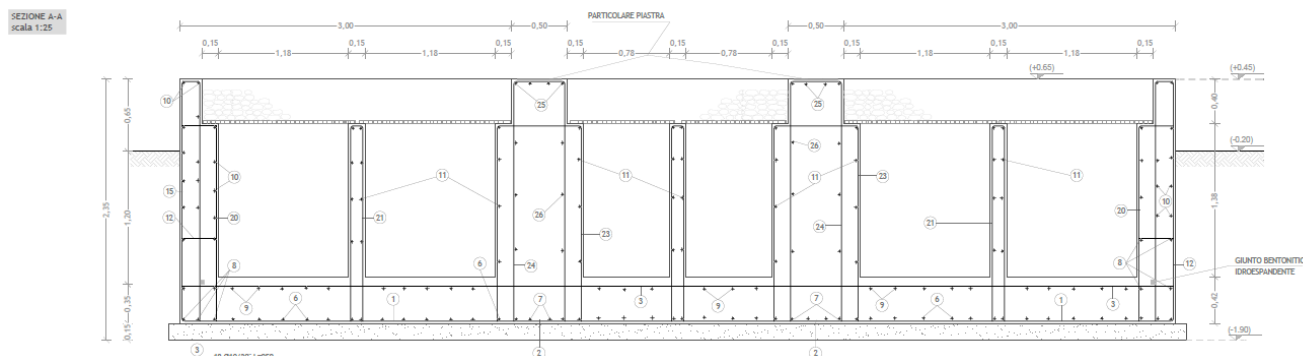 SEZIONE A-A
scala 1:25
PARTICOLARE PIASTRA
3,00 0,50 0,50 3,00
0,15 0,15 0,15 0,15 0,15 0,15 0,15 0,15 0,15
1,18 1,18 0,78 0,78 1,18 1,18
(+0.65) (+0.45)
10 25 25
0,65 0,40
26
(-0.20)
10 11 11 11 23 11
15 10
2,35 1,20 20 21 26 21 20 1,38
12 23 24
24
8 6 8 12
GIUNTO BENTONITICO
IDROESPANDENTE
9 6 1 7 3 9 7 9 6 1 3
0,35 0,42
0,15
(-1.90)
3 2 2